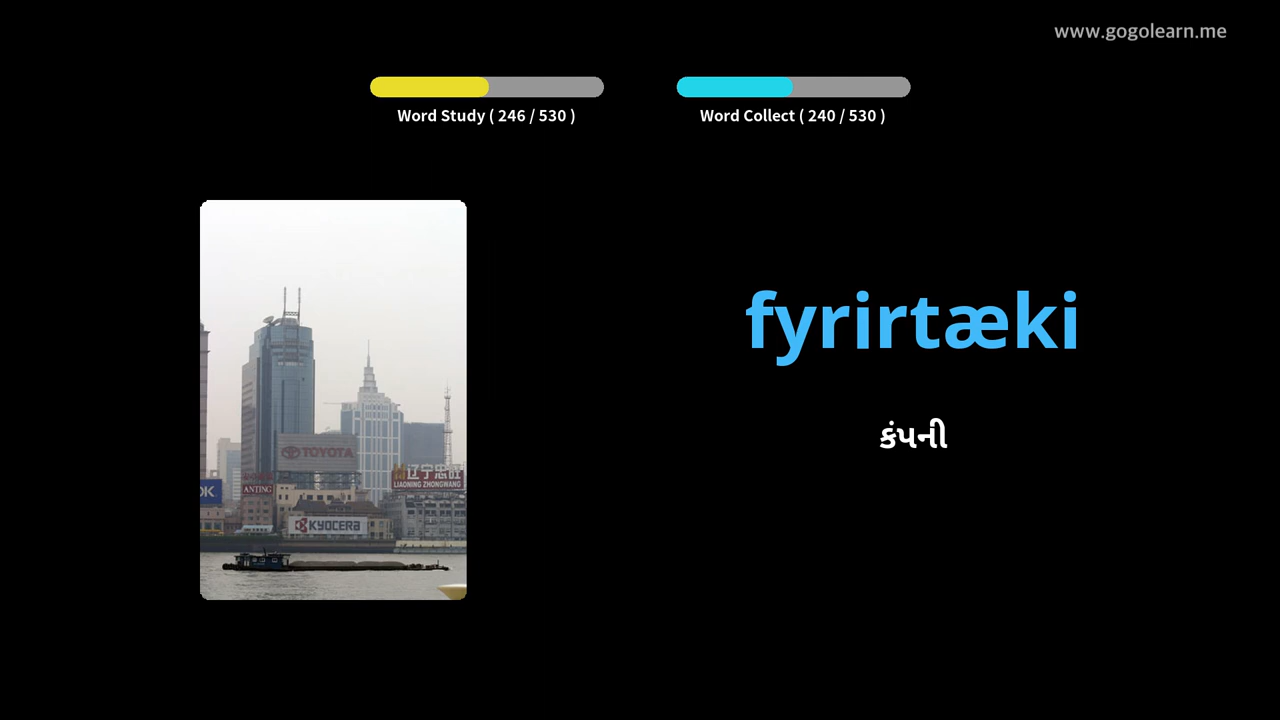 www.gogolearn.me
Word Study ( 246 / 530 )
Word Collect ( 240 / 530 )
fyrirtæki
કંપની
TOYOTA
辽宁忠旺
LIAONING ZHONGWANG
OK
ANTING
KYOCERA